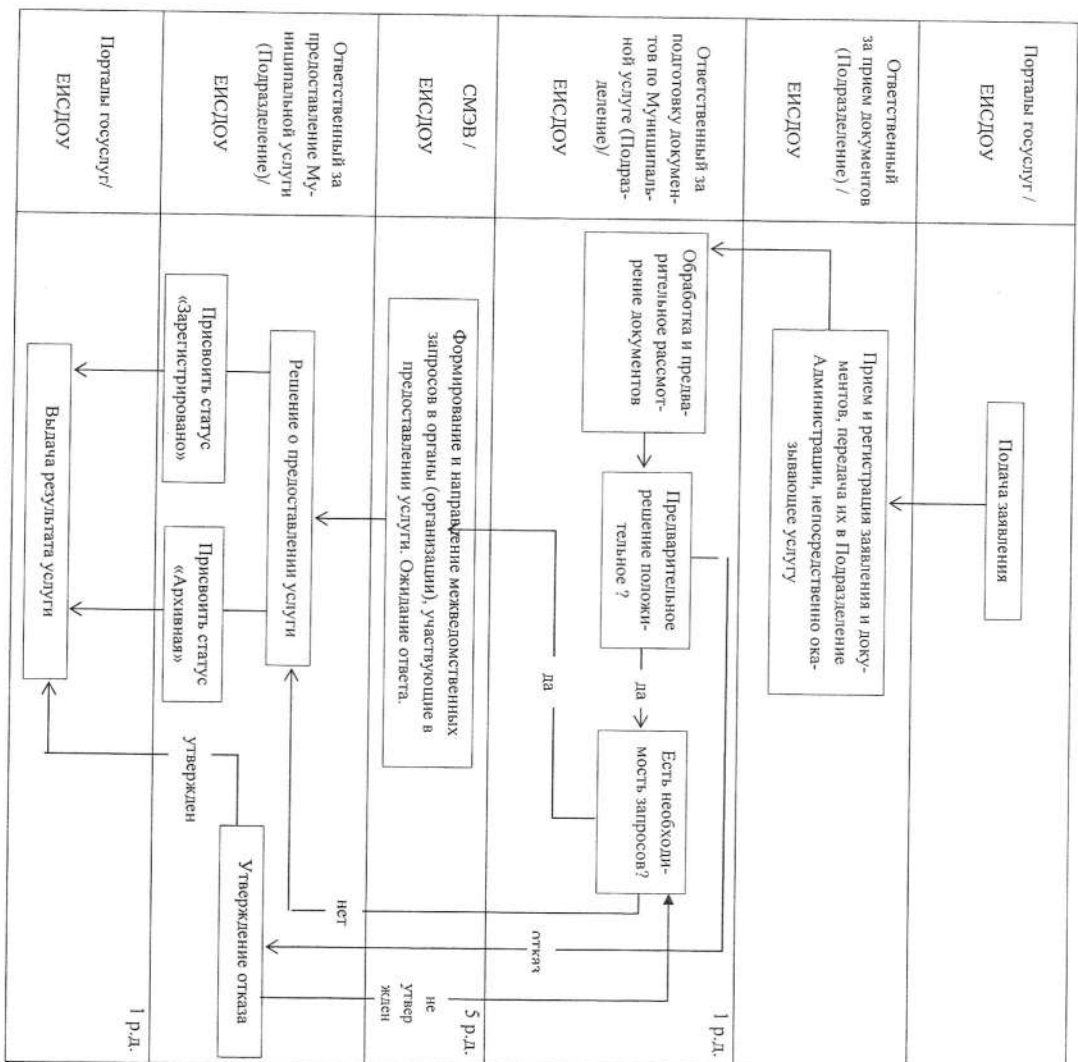 Порталы госуслуг /
ЕИСДОУ
Подача заявления
Ответственный
за прием документов
(Подразделение) /
ЕИСДОУ
Прием и регистрация заявления и доку-
ментов, передача их в Подразделение
Администрации, непосредственно ока-
зывающее услугу
Ответственный за
подготовку докумен-
тов по Муниципаль-
ной услуге (Подраз-
деление)/
ЕИСДОУ
Обработка и предва-
рительное рассмот-
рение документов
Предварительное
решение положи-
тельное ?
да
Есть необходи-
мость запросов?
да
нет
отказ
1 р.д.
СМЭВ /
ЕИСДОУ
Формирование и направление межведомственных
запросов в органы (организации), участвующие в
предоставлении услуги. Ожидание ответа.
не
утвер
жден
5 р.д.
Ответственный за
предоставление Му-
ниципальной услуги
(Подразделение)/
ЕИСДОУ
Решение о предоставлении услуги
Присвоить статус
«Зарегистрировано»
Присвоить статус
«Архивная»
Утверждение отказа
утвержден
Порталы госуслуг/
ЕИСДОУ
Выдача результата услуги
1 р.д.